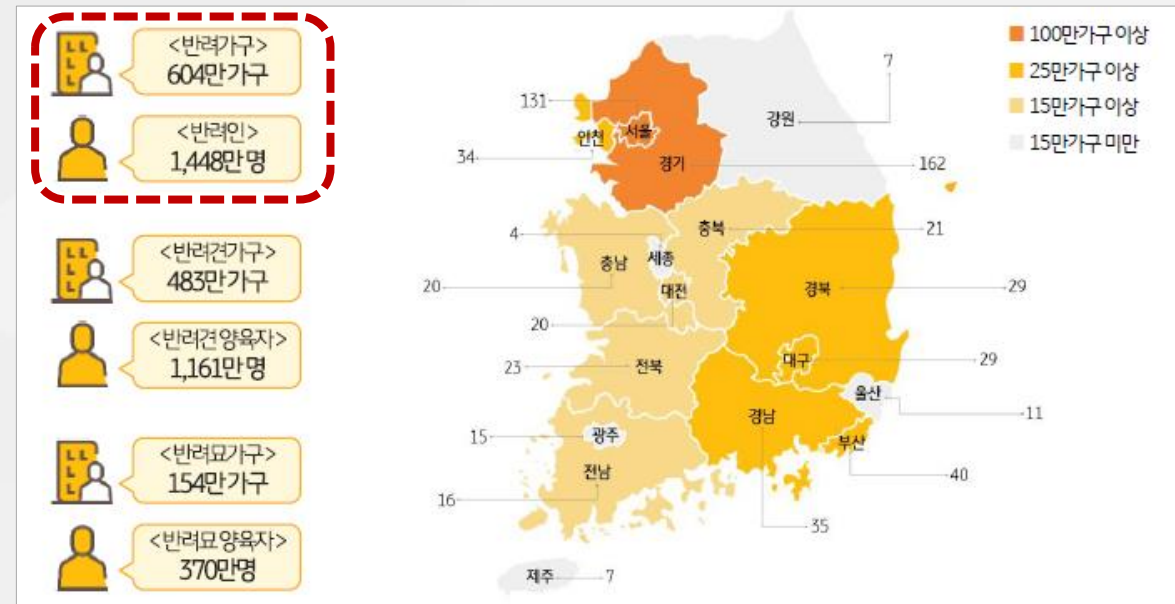 <반려가구>
604만가구
<반려인>
1,448만 명
<반려견가구>
483만가구
<반려견양육자>
1,161만 명
<반려묘가구>
154만가구
<반려묘양육자>
370만명
100만가구 이상
25만가구 이상
15만가구 이상
15만가구 미만
7
131
강원
인천
서울
34
경기
162
충북
21
4
세종
충남
대전
경북
20
29
20
23
전북
대구
29
울산
경남
11
15
광주
부산
전남
40
16
35
제주
7